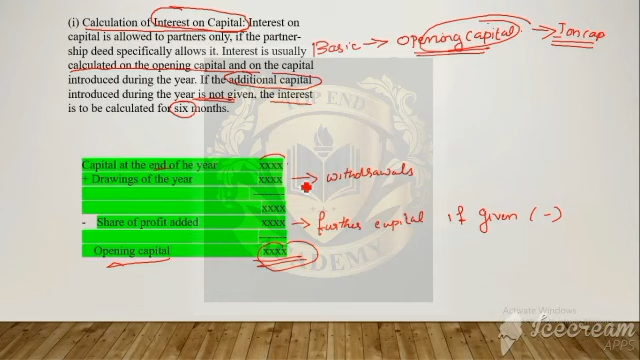 (i) Calculation of Interest on Capital: Interest on
capital is allowed to partners only, if the partner-
ship deed specifically allows it. Interest is usually
calculated on the opening capital and on the capital
introduced during the year. If the additional capital
introduced during the year is not given, the interest
is to be calculated for six months.
Basic → opening capital → Ioncap
TOP END
Capital at the end of he year xxxx
+ Drawings of the year xxxx → withdrawals
xxxx
- Share of profit added xxxx → further capital if given (-)
Opening capital xxxx
ACADEMY
Activate Windows
Icecream
APPS